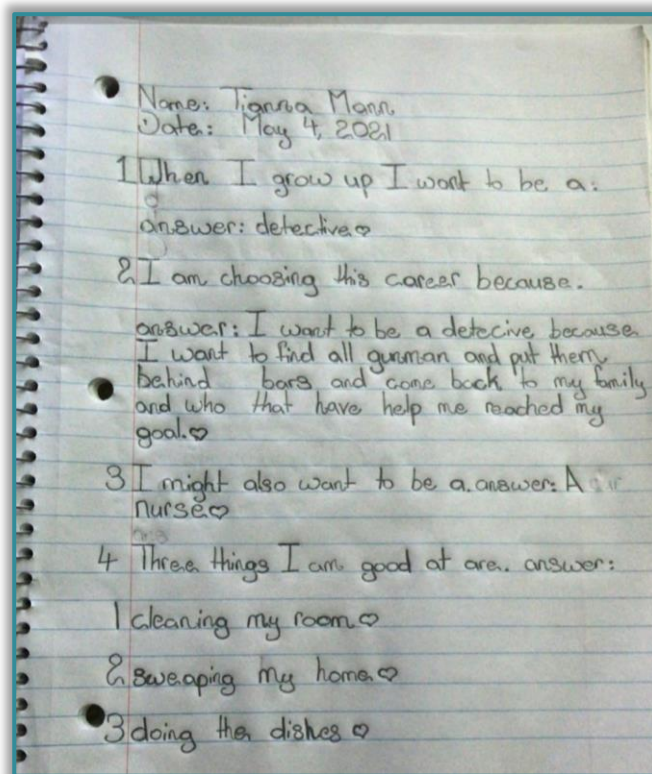 Name: Tianna Mann
Date: May 4, 2021
1 When I grow up I want to be a:
answer: detective♡
2 I am choosing this career because.
answer: I want to be a detecive because
I want to find all gunman and put them
behind bars and come back to my family
and who that have help me reached my
goal.♡
3 I might also want to be a. answer: A
nurse♡
4 Three things I am good at are. answer:
1 cleaning my room♡
2 sweaping my home♡
3 doing the dishes♡